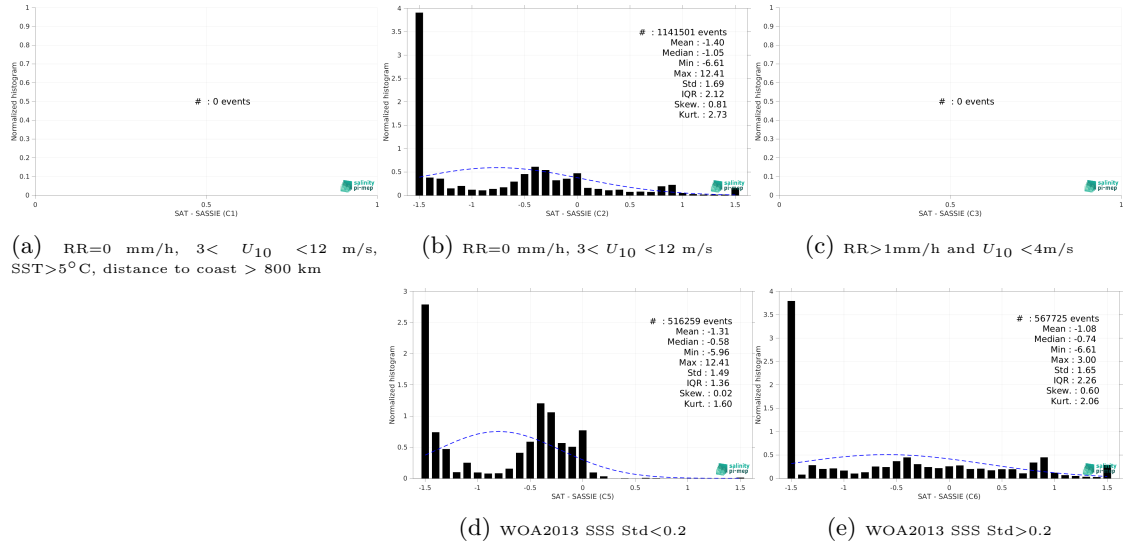 1
0.9
0.8
0.7
0.6
0.5
0.4
0.3
0.2
0.1
0
Normalized histogram
# : 0 events
0 0.5 1
SAT - SASSIE (C1)
salinity
pi-mep
(a) RR=0 mm/h, 3< U10 <12 m/s,
SST>5°C, distance to coast > 800 km
4
3.5
3
2.5
2
1.5
1
0.5
0
Normalized histogram
# : 1141501 events
Mean : -1.40
Median : -1.05
Min : -6.61
Max : 12.41
Std : 1.69
IQR : 2.12
Skew. : 0.81
Kurt. : 2.73
-1.5 -1 -0.5 0 0.5 1 1.5
SAT - SASSIE (C2)
salinity
pi-mep
(b) RR=0 mm/h, 3< U10 <12 m/s
1
0.9
0.8
0.7
0.6
0.5
0.4
0.3
0.2
0.1
0
Normalized histogram
# : 0 events
0 0.5 1
SAT - SASSIE (C3)
salinity
pi-mep
(c) RR>1mm/h and U10 <4m/s
3
2.5
2
1.5
1
0.5
0
Normalized histogram
# : 516259 events
Mean : -1.31
Median : -0.58
Min : -5.96
Max : 12.41
Std : 1.49
IQR : 1.36
Skew. : 0.02
Kurt. : 1.60
-1.5 -1 -0.5 0 0.5 1 1.5
SAT - SASSIE (C5)
salinity
pi-mep
(d) WOA2013 SSS Std<0.2
4
3.5
3
2.5
2
1.5
1
0.5
0
Normalized histogram
# : 567725 events
Mean : -1.08
Median : -0.74
Min : -6.61
Max : 3.00
Std : 1.65
IQR : 2.26
Skew. : 0.60
Kurt. : 2.06
-1.5 -1 -0.5 0 0.5 1 1.5
SAT - SASSIE (C6)
salinity
pi-mep
(e) WOA2013 SSS Std>0.2